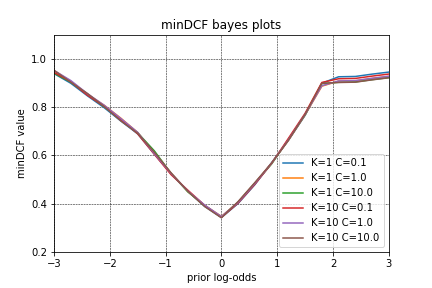 minDCF bayes plots
1.0
0.8
0.6
0.4
0.2
minDCF value
K=1 C=0.1
K=1 C=1.0
K=1 C=10.0
K=10 C=0.1
K=10 C=1.0
K=10 C=10.0
−3 −2 −1 0 1 2 3
prior log-odds